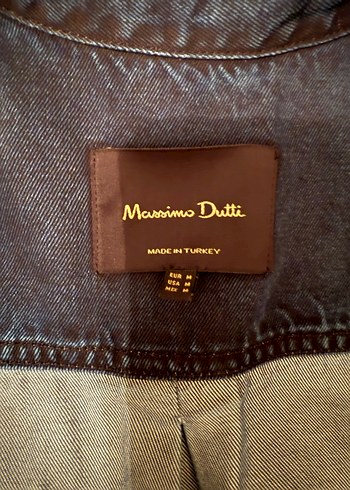 Massimo Dutti
MADE IN TURKEY
EUR M
USA M
MEX M